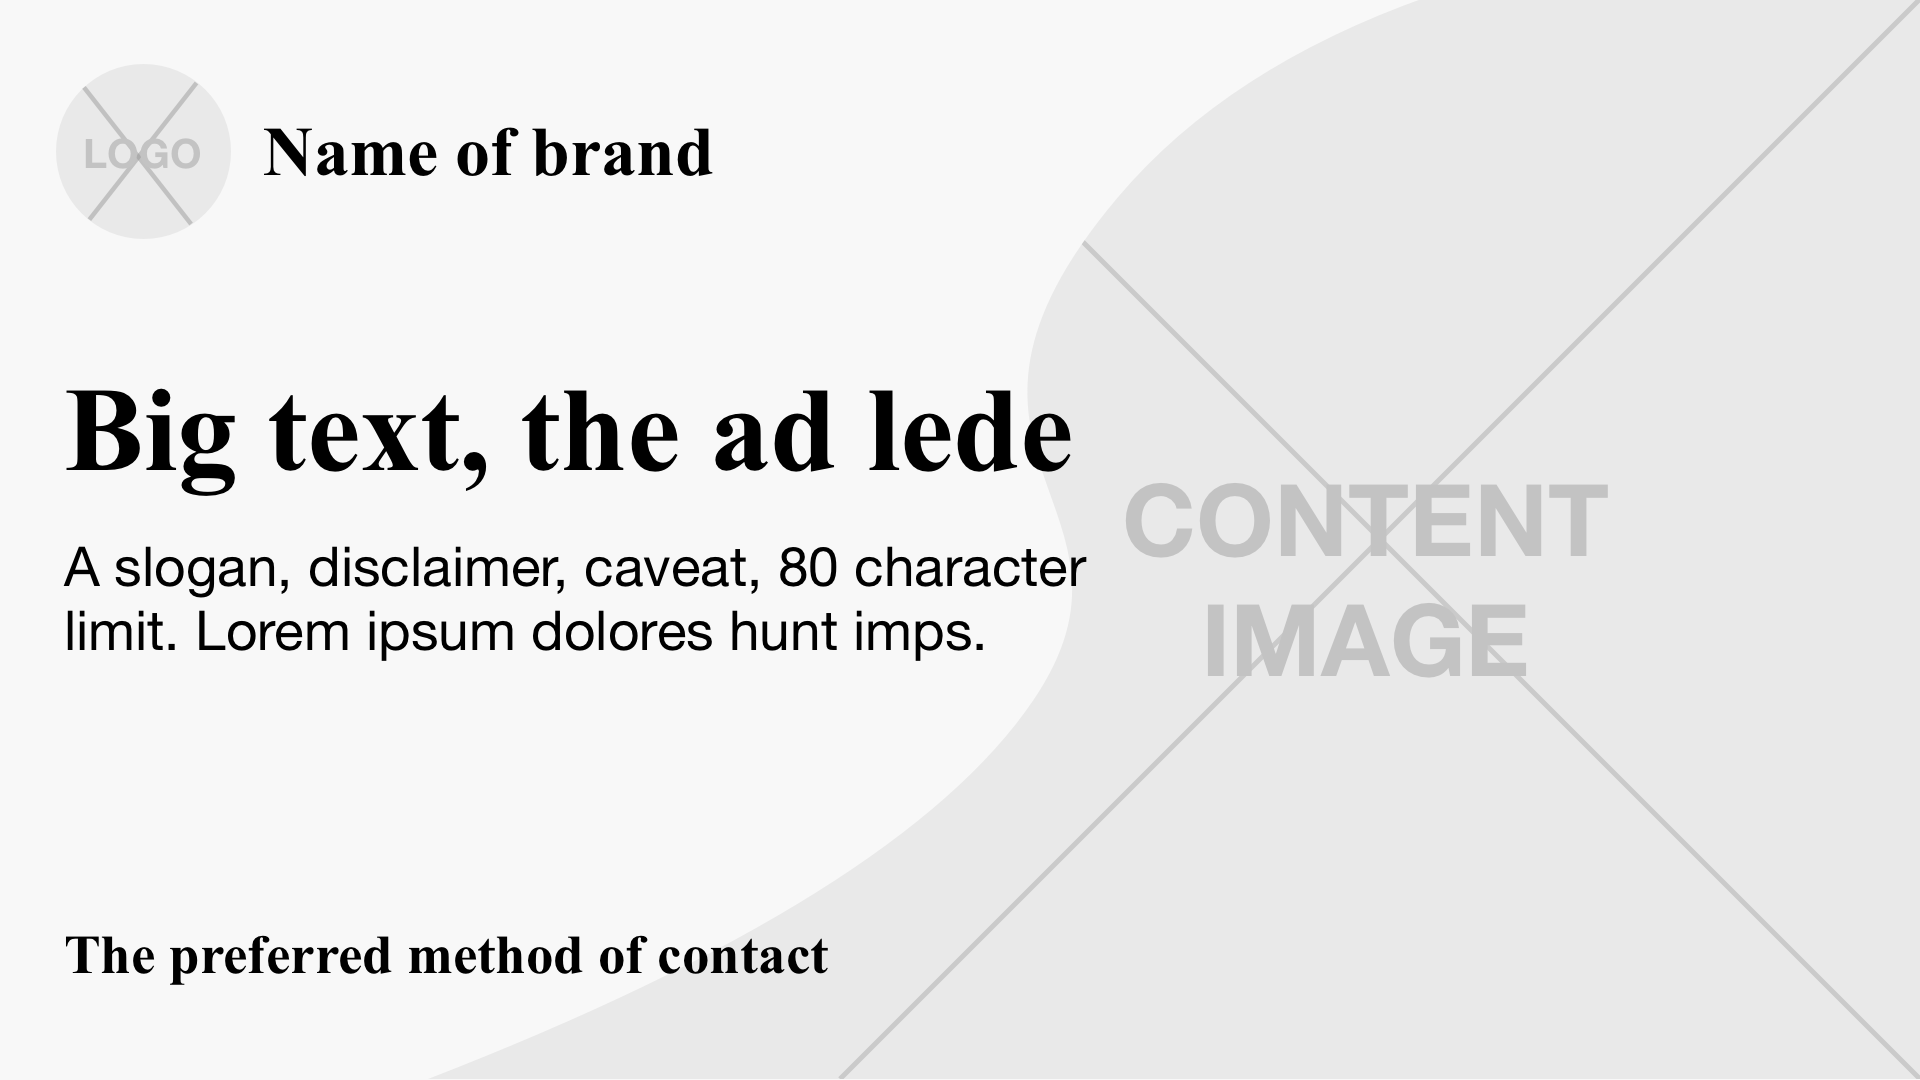 LOGO
Name of brand
Big text, the ad lede
A slogan, disclaimer, caveat, 80 character
limit. Lorem ipsum dolores hunt imps.
CONTENT
IMAGE
The preferred method of contact